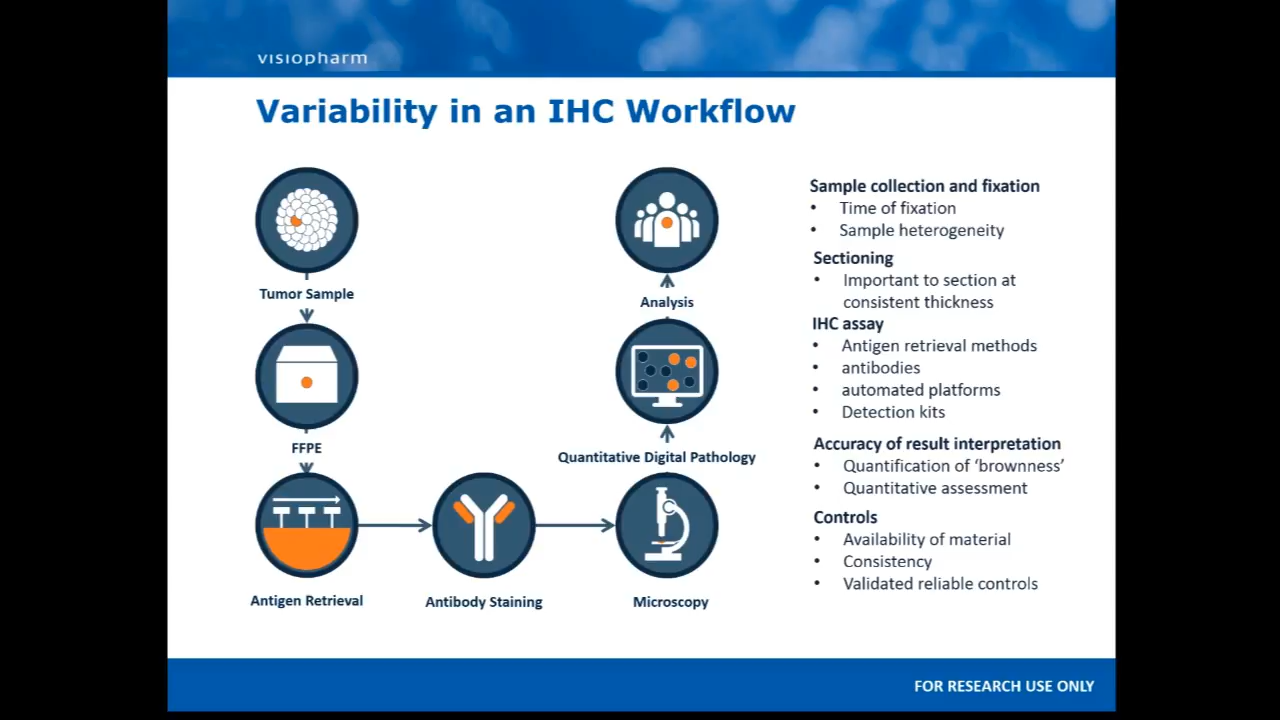 visiopharm
Variability in an IHC Workflow
Tumor Sample
FFPE
Antigen Retrieval
Antibody Staining
Microscopy
Quantitative Digital Pathology
Analysis
Sample collection and fixation
• Time of fixation
• Sample heterogeneity
Sectioning
• Important to section at
consistent thickness
IHC assay
• Antigen retrieval methods
• antibodies
• automated platforms
• Detection kits
Accuracy of result interpretation
• Quantification of ‘brownness’
• Quantitative assessment
Controls
• Availability of material
• Consistency
• Validated reliable controls
FOR RESEARCH USE ONLY